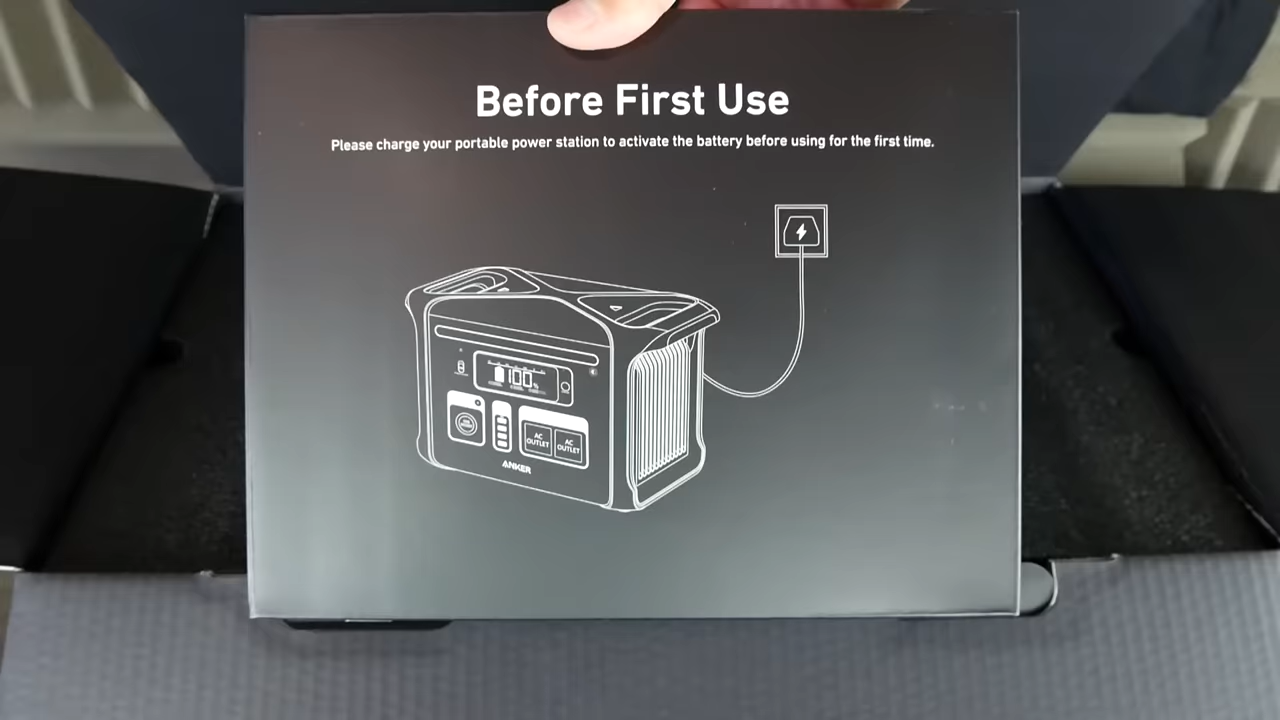 Before First Use
Please charge your portable power station to activate the battery before using for the first time.
100%
AC OUTLET
AC OUTLET
ANKER